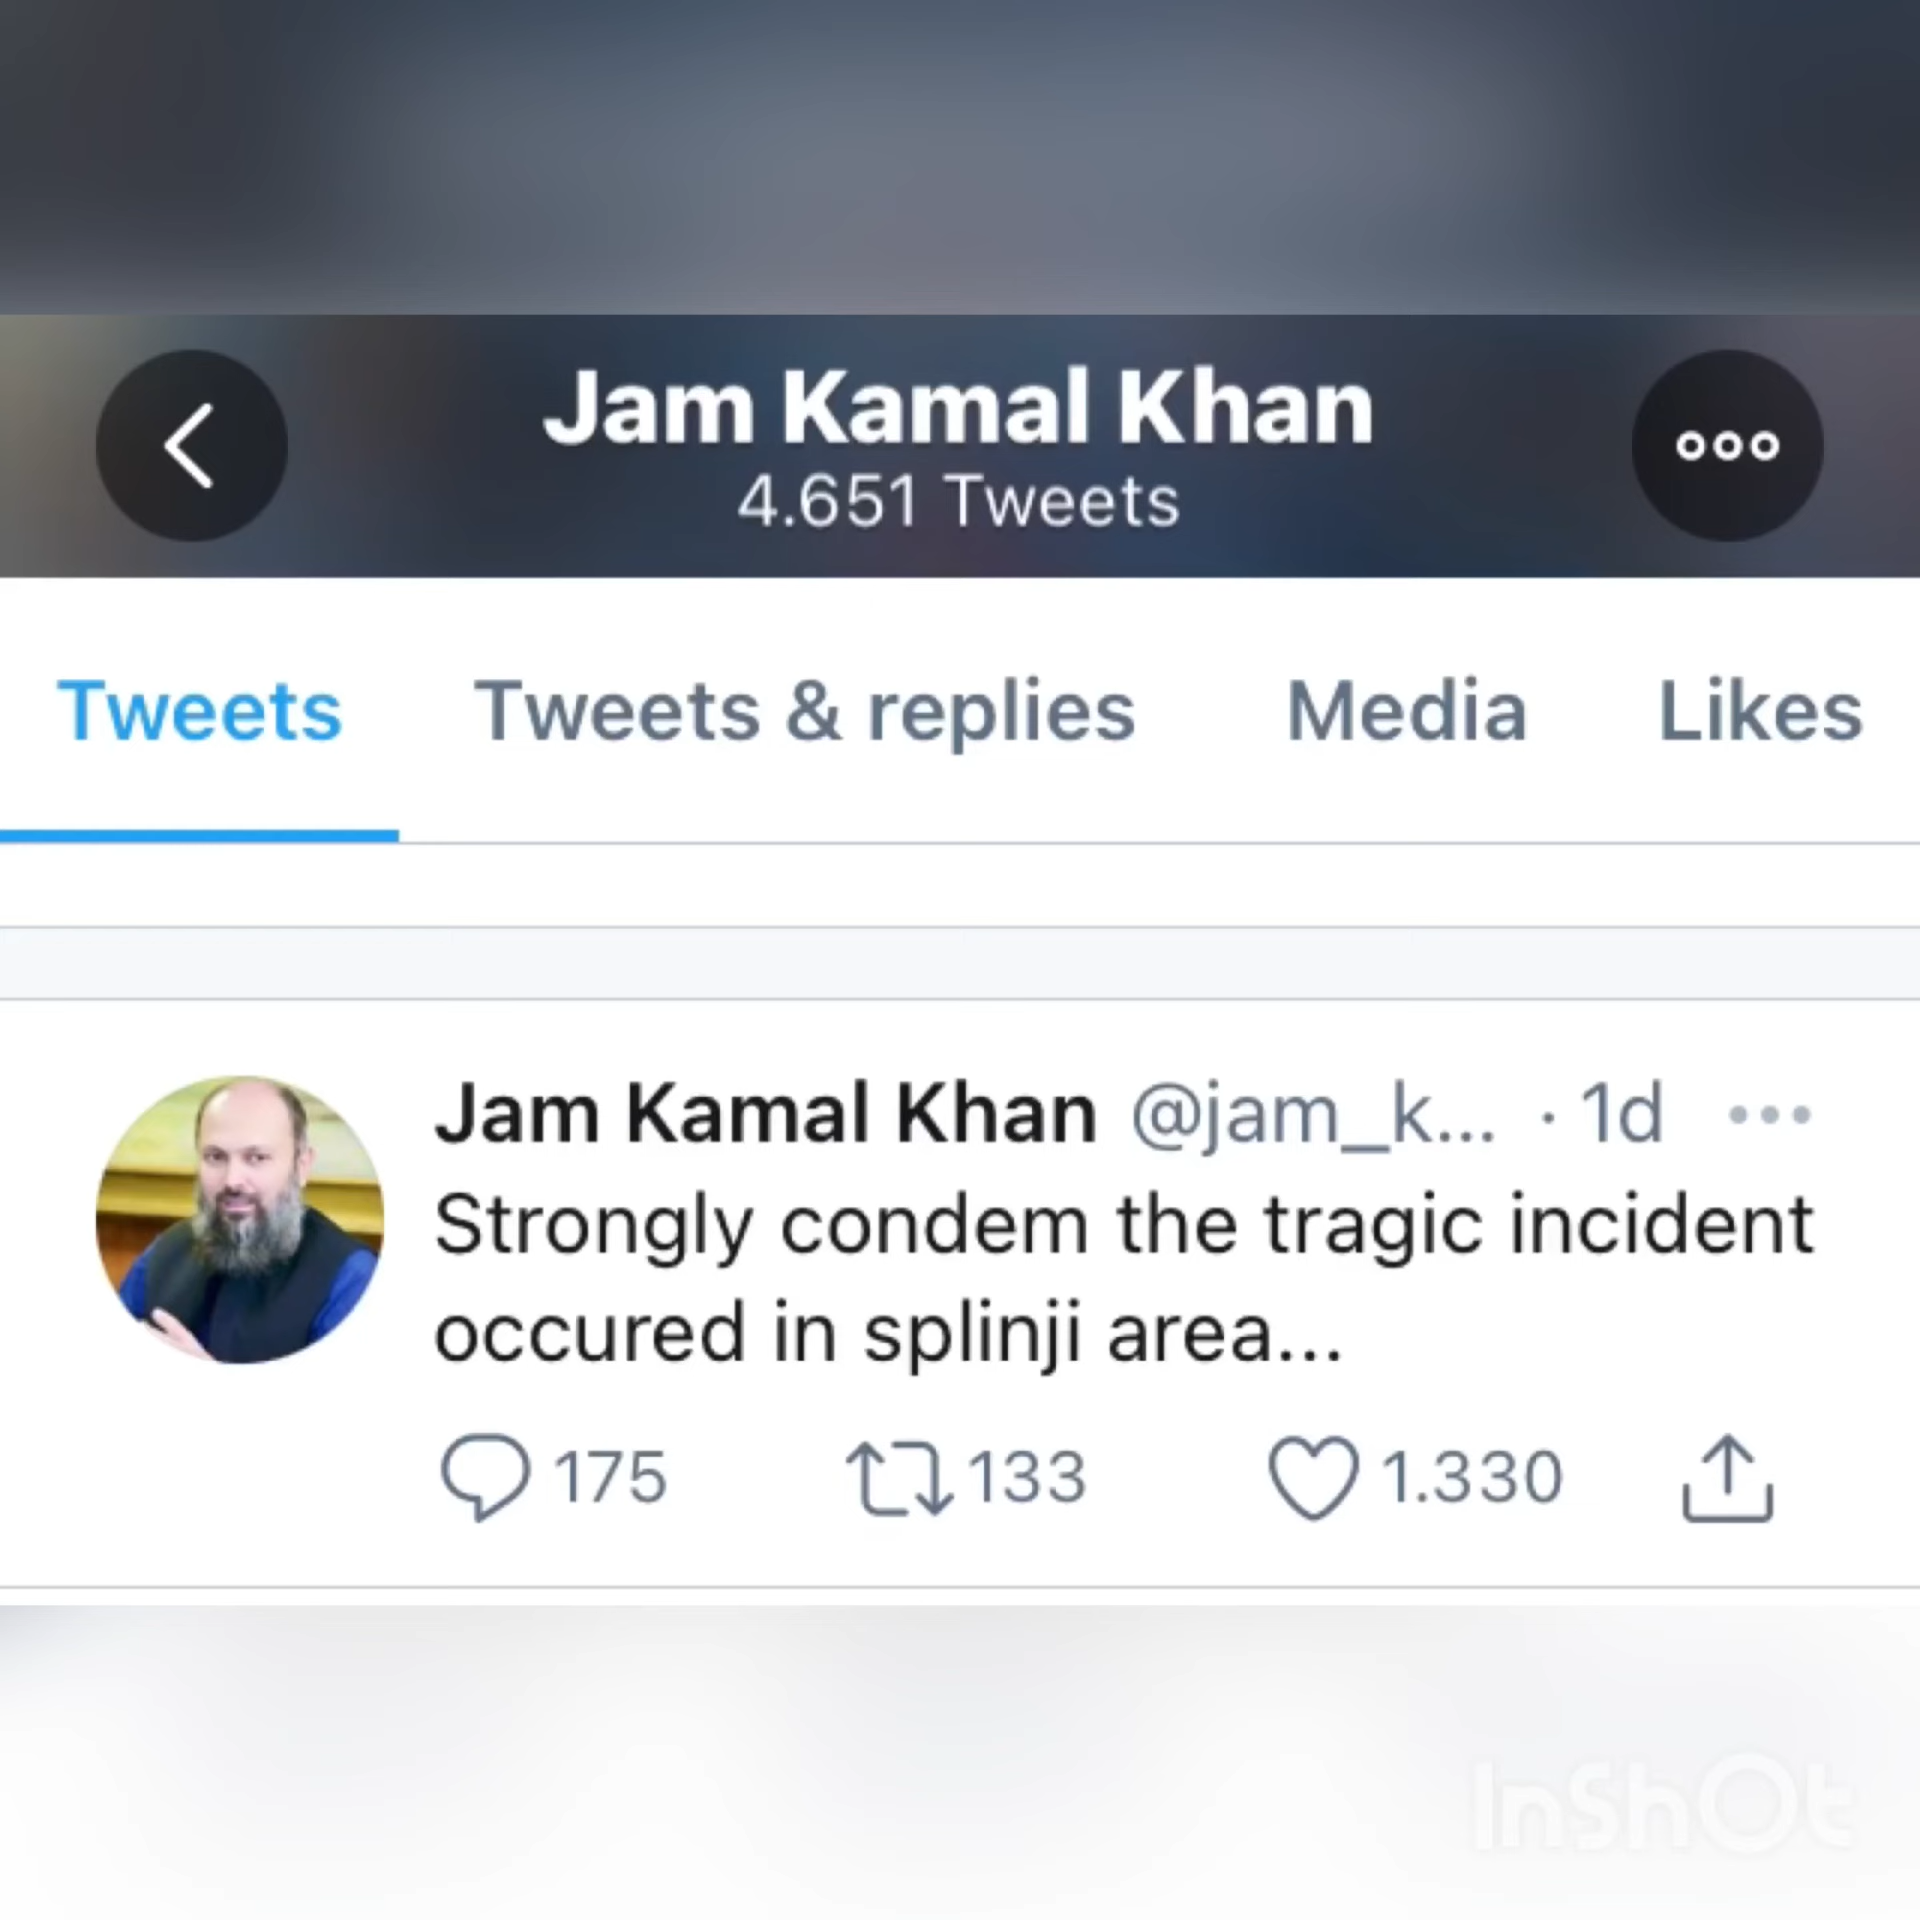 Jam Kamal Khan
4.651 Tweets
Tweets Tweets & replies Media Likes
Jam Kamal Khan @jam_k... · 1d
Strongly condem the tragic incident
occured in splinji area...
175 133 1.330
InShOt